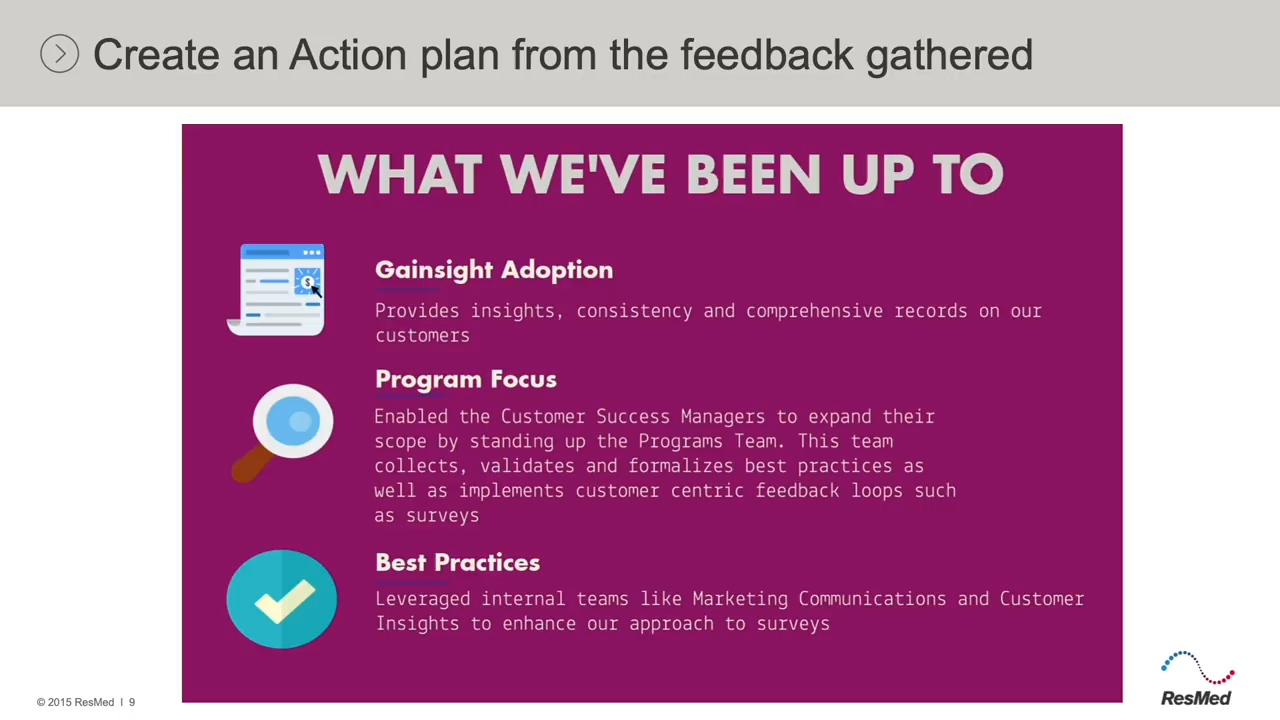 Create an Action plan from the feedback gathered
WHAT WE'VE BEEN UP TO
Gainsight Adoption
Provides insights, consistency and comprehensive records on our
customers
Program Focus
Enabled the Customer Success Managers to expand their
scope by standing up the Programs Team. This team
collects, validates and formalizes best practices as
well as implements customer centric feedback loops such
as surveys
Best Practices
Leveraged internal teams like Marketing Communications and Customer
Insights to enhance our approach to surveys
$
© 2015 ResMed I 9
ResMed